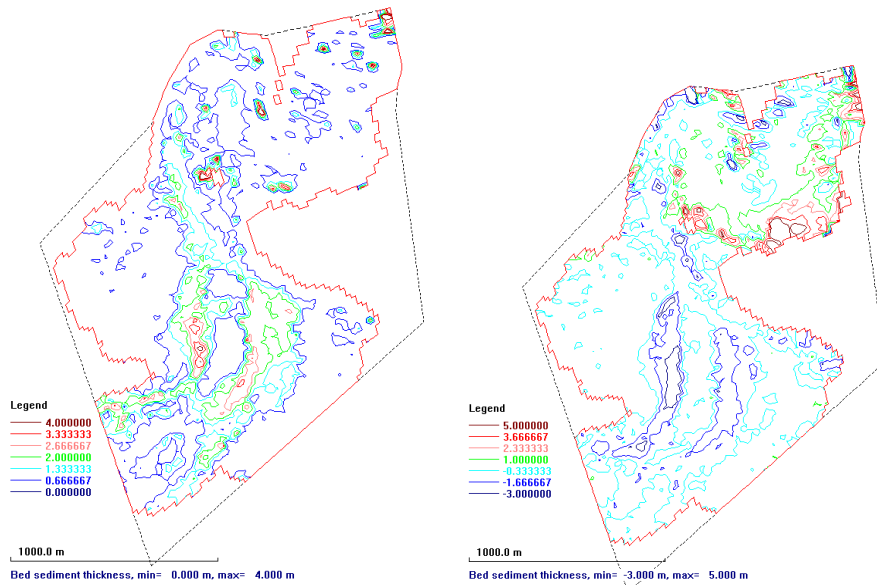 Legend
4.000000
3.333333
2.666667
2.000000
1.333333
0.666667
0.000000
1000.0 m
Bed sediment thickness, min= 0.000 m, max= 4.000 m
Legend
5.000000
3.666667
2.333333
1.000000
-0.333333
-1.666667
-3.000000
1000.0 m
Bed sediment thickness, min= -3.000 m, max= 5.000 m